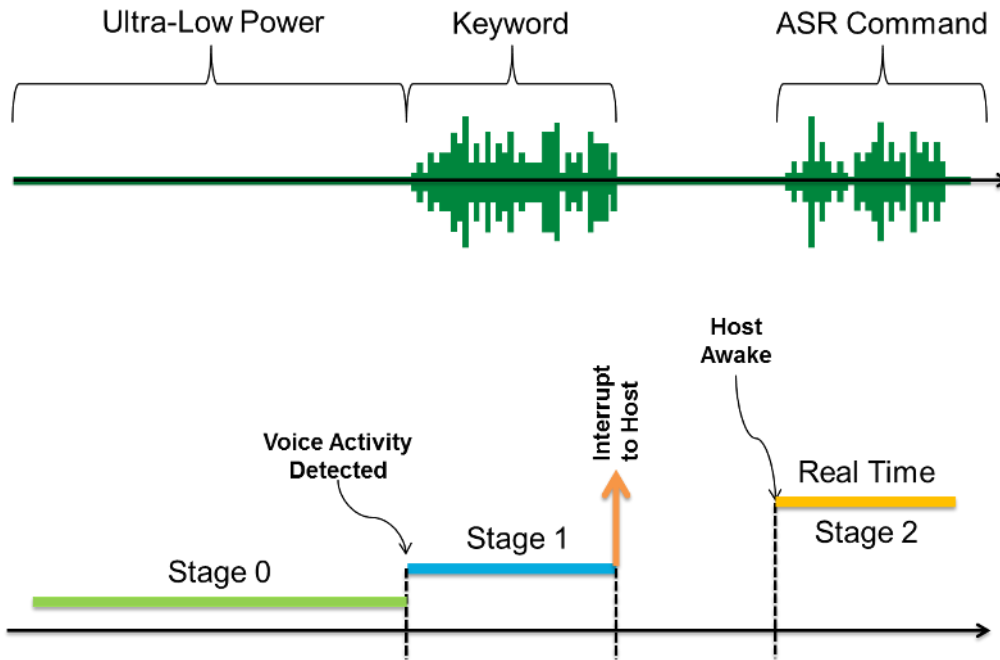 Ultra-Low Power
Keyword
ASR Command
Host
Awake
Interrupt
to Host
Voice Activity
Detected
Real Time
Stage 1
Stage 2
Stage 0